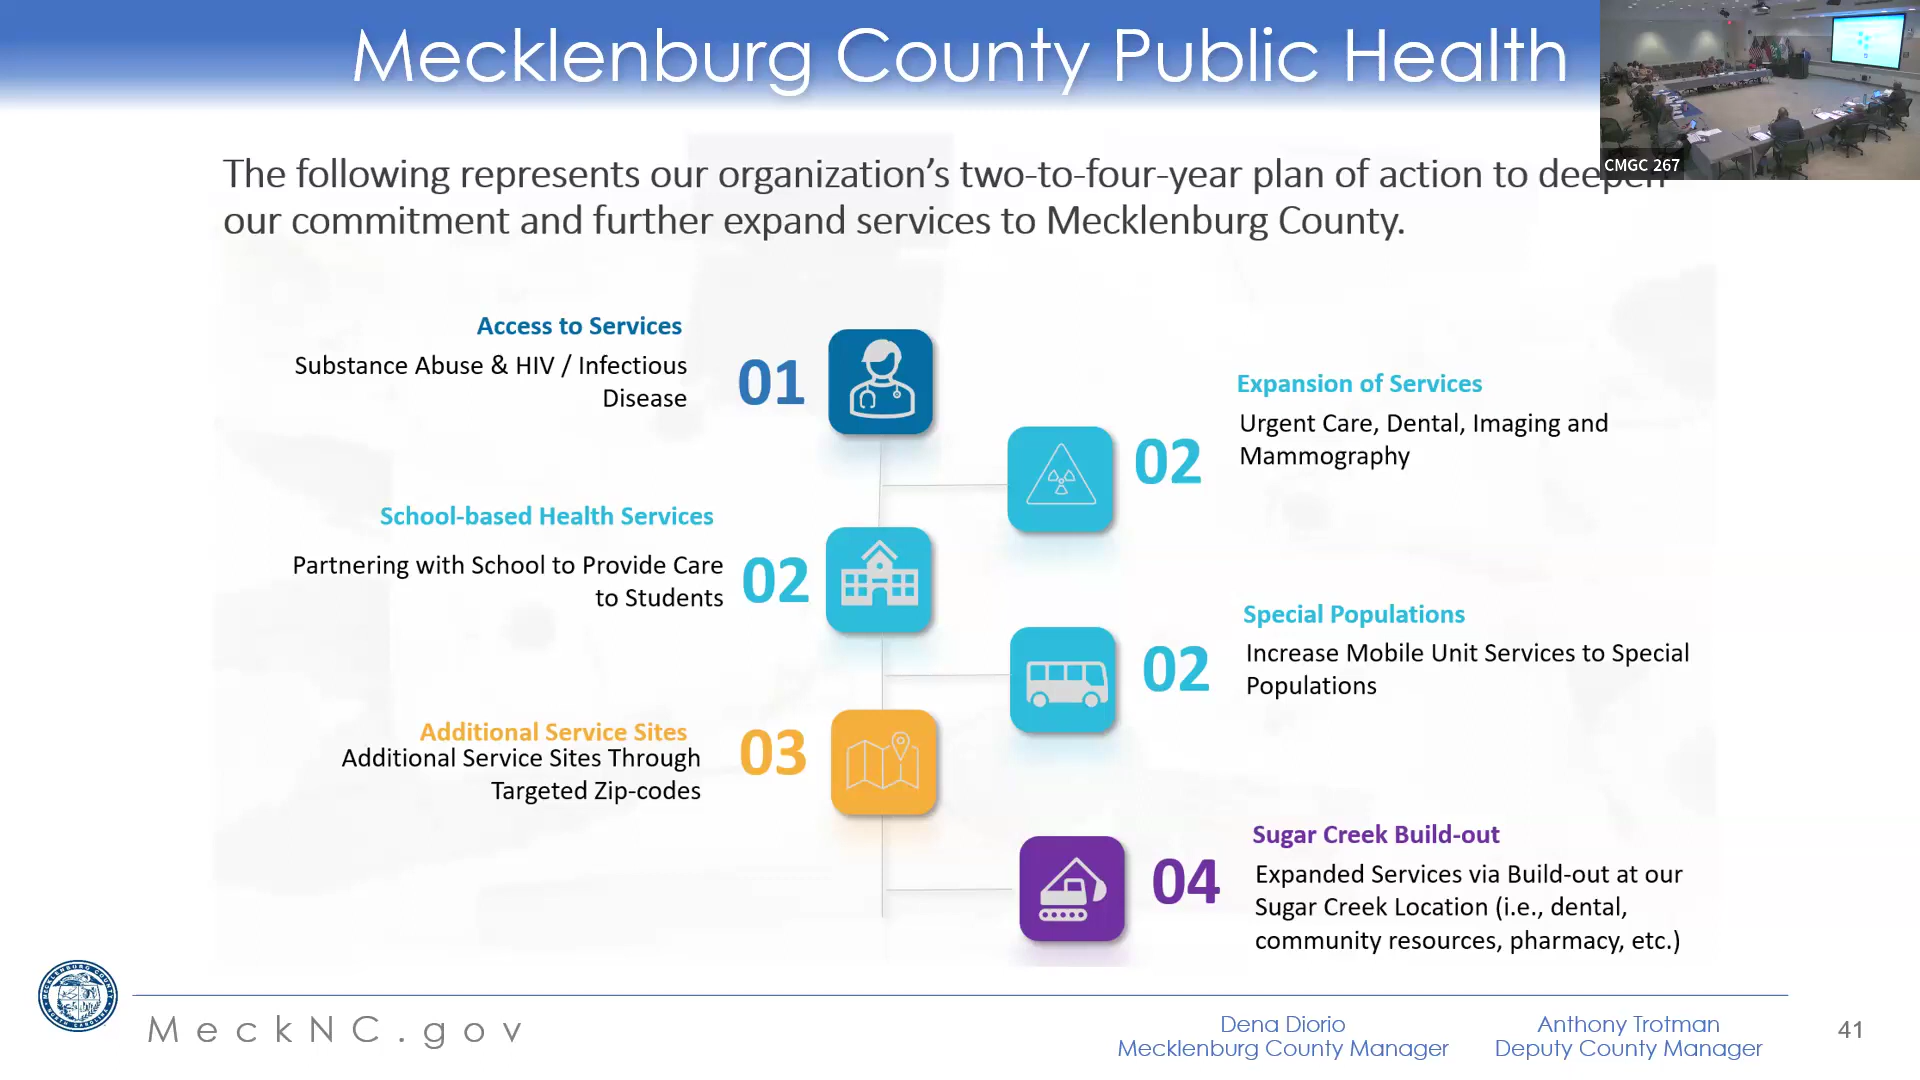 Mecklenburg County Public Health
CMGC 267
The following represents our organization's two-to-four-year plan of action to deepen
our commitment and further expand services to Mecklenburg County.
Access to Services
Substance Abuse & HIV / Infectious
Disease
01
Expansion of Services
Urgent Care, Dental, Imaging and
Mammography
02
School-based Health Services
Partnering with School to Provide Care
to Students
02
Special Populations
Increase Mobile Unit Services to Special
Populations
02
Additional Service Sites
Additional Service Sites Through
Targeted Zip-codes
03
Sugar Creek Build-out
Expanded Services via Build-out at our
Sugar Creek Location (i.e., dental,
community resources, pharmacy, etc.)
04
MECKLENBURG COUNTY
NORTH CAROLINA
MeckNC.gov
Dena Diorio
Mecklenburg County Manager
Anthony Trotman
Deputy County Manager
41